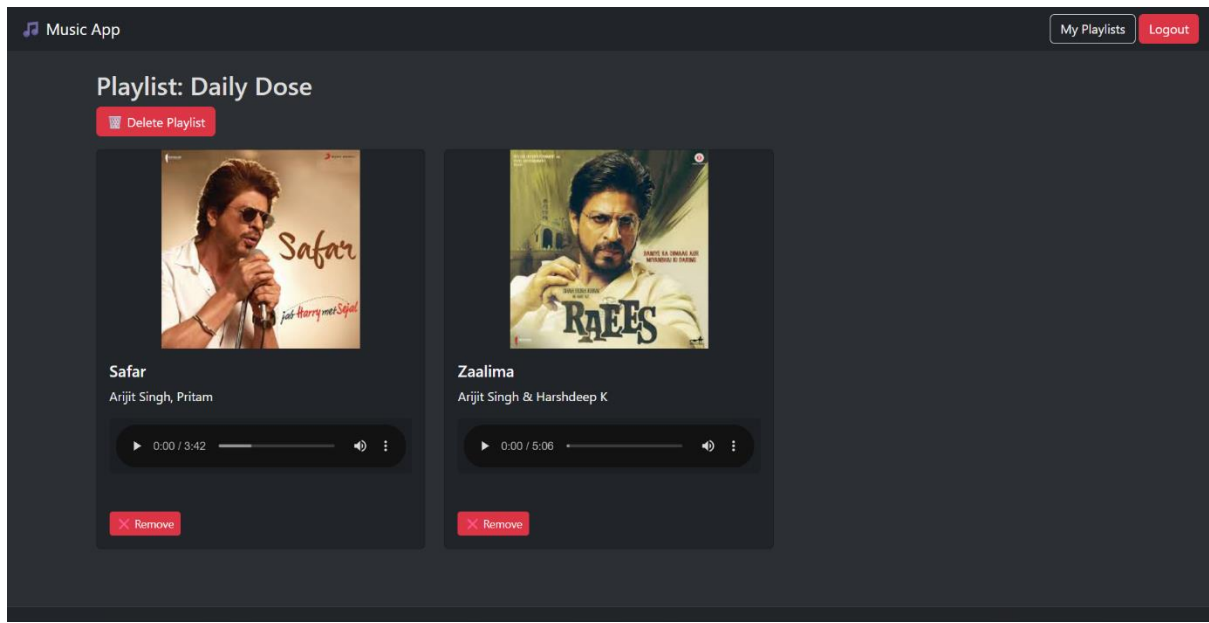 Music App
My Playlists
Logout
Playlist: Daily Dose
Delete Playlist
Safar
jab Harry met Sejal
RAEES
Safar
Arijit Singh, Pritam
0:00 / 3:42
Remove
Zaalima
Arijit Singh & Harshdeep K
0:00 / 5:06
Remove